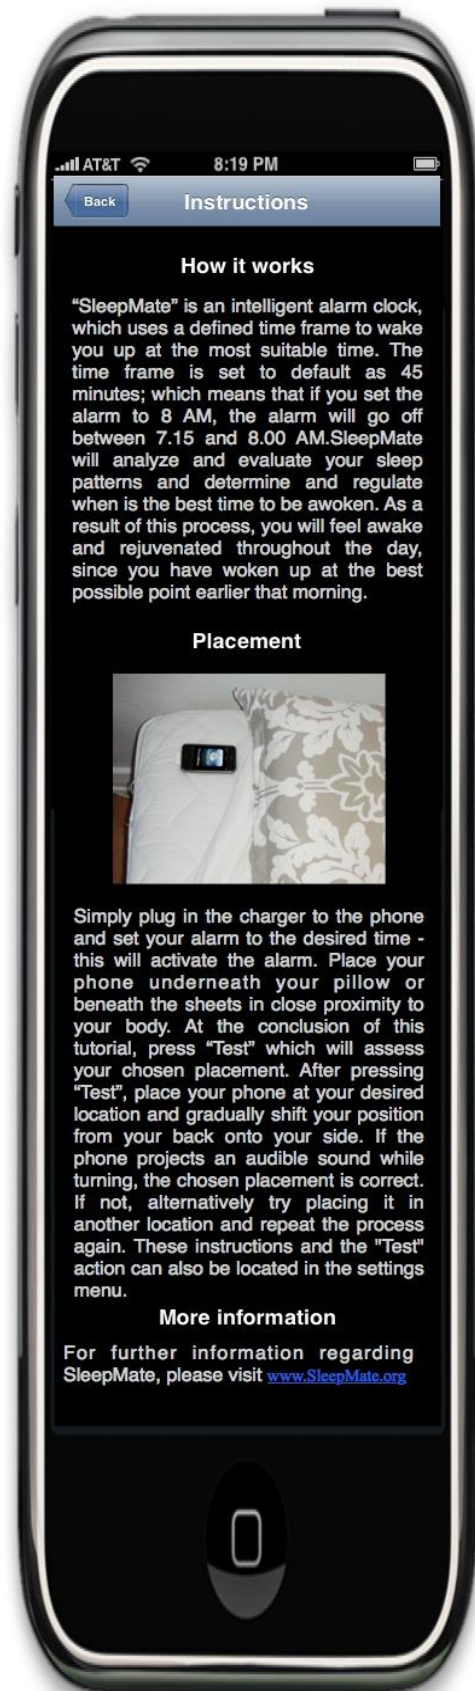 AT&T 8:19 PM
Back Instructions
How it works
“SleepMate” is an intelligent alarm clock,
which uses a defined time frame to wake
you up at the most suitable time. The
time frame is set to default as 45
minutes; which means that if you set the
alarm to 8 AM, the alarm will go off
between 7.15 and 8.00 AM.SleepMate
will analyze and evaluate your sleep
patterns and determine and regulate
when is the best time to be awoken. As a
result of this process, you will feel awake
and rejuvenated throughout the day,
since you have woken up at the best
possible point earlier that morning.
Placement
Simply plug in the charger to the phone
and set your alarm to the desired time -
this will activate the alarm. Place your
phone underneath your pillow or
beneath the sheets in close proximity to
your body. At the conclusion of this
tutorial, press “Test” which will assess
your chosen placement. After pressing
“Test”, place your phone at your desired
location and gradually shift your position
from your back onto your side. If the
phone projects an audible sound while
turning, the chosen placement is correct.
If not, alternatively try placing it in
another location and repeat the process
again. These instructions and the "Test"
action can also be located in the settings
menu.
More information
For further information regarding
SleepMate, please visit www.SleepMate.org